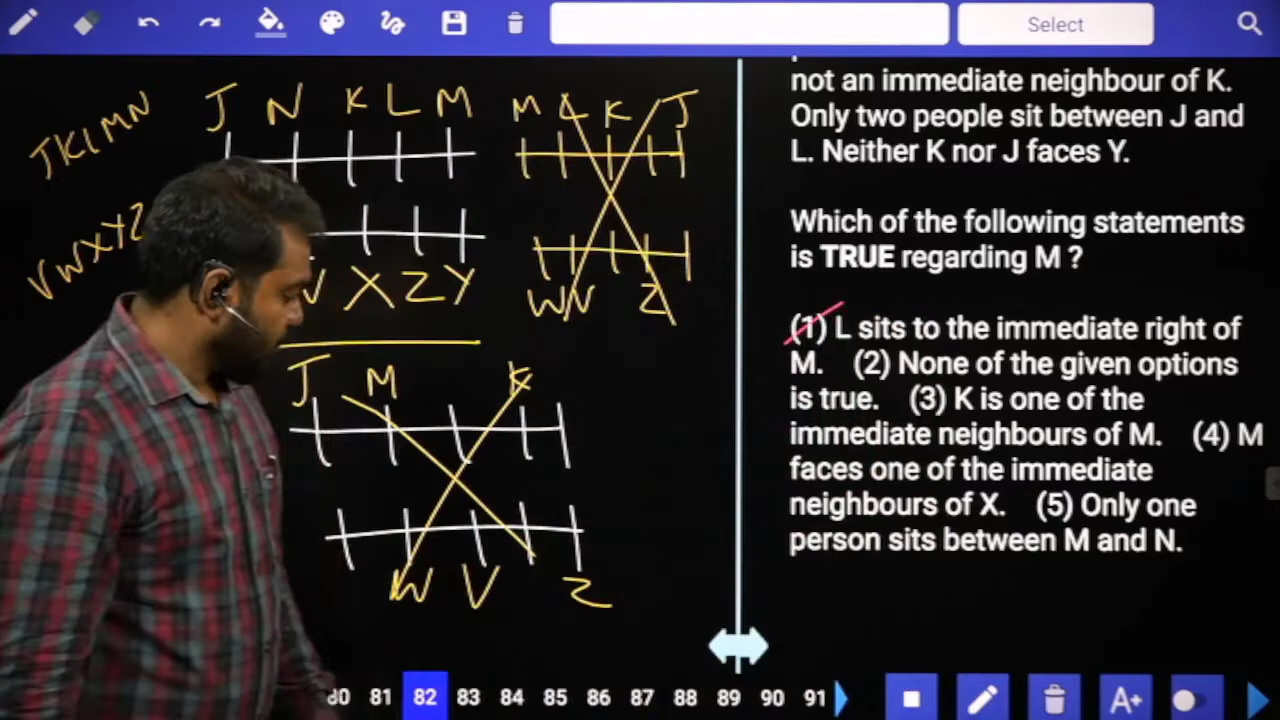 Select
J N K L M
M L K J
JKLMN
VWXYZ
V X Z Y
W V Z
J M K
W V Z
not an immediate neighbour of K.
Only two people sit between J and
L. Neither K nor J faces Y.
Which of the following statements
is TRUE regarding M ?
(1) L sits to the immediate right of
M. (2) None of the given options
is true. (3) K is one of the
immediate neighbours of M. (4) M
faces one of the immediate
neighbours of X. (5) Only one
person sits between M and N.
80 81 82 83 84 85 86 87 88 89 90 91
A+